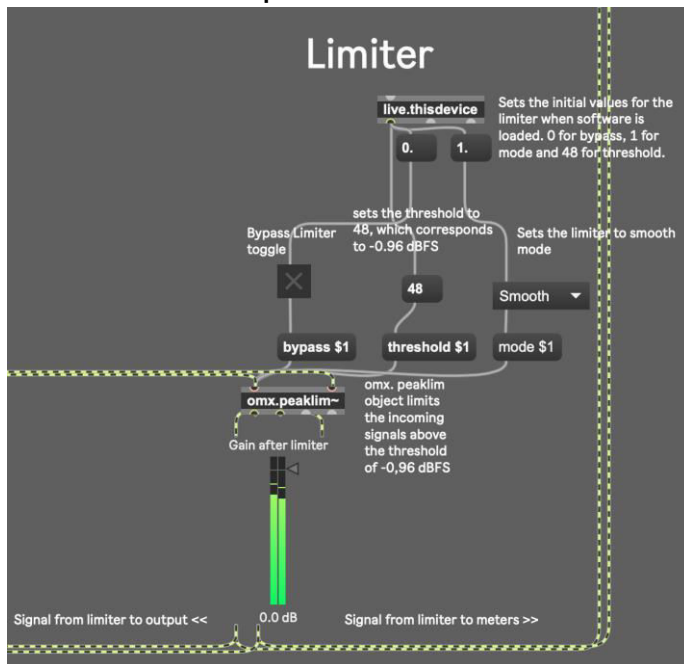 Limiter
live.thisdevice
Sets the initial values for the
limiter when software is
loaded. 0 for bypass, 1 for
mode and 48 for threshold.
0.
1.
sets the threshold to
48, which corresponds
to -0.96 dBFS
Bypass Limiter
toggle
Sets the limiter to smooth
mode
48
Smooth
bypass $1
threshold $1
mode $1
omx.peaklim~
omx. peaklim
object limits
the incoming
signals above
the threshold
of -0,96 dBFS
Gain after limiter
Signal from limiter to output <<
0.0 dB
Signal from limiter to meters >>